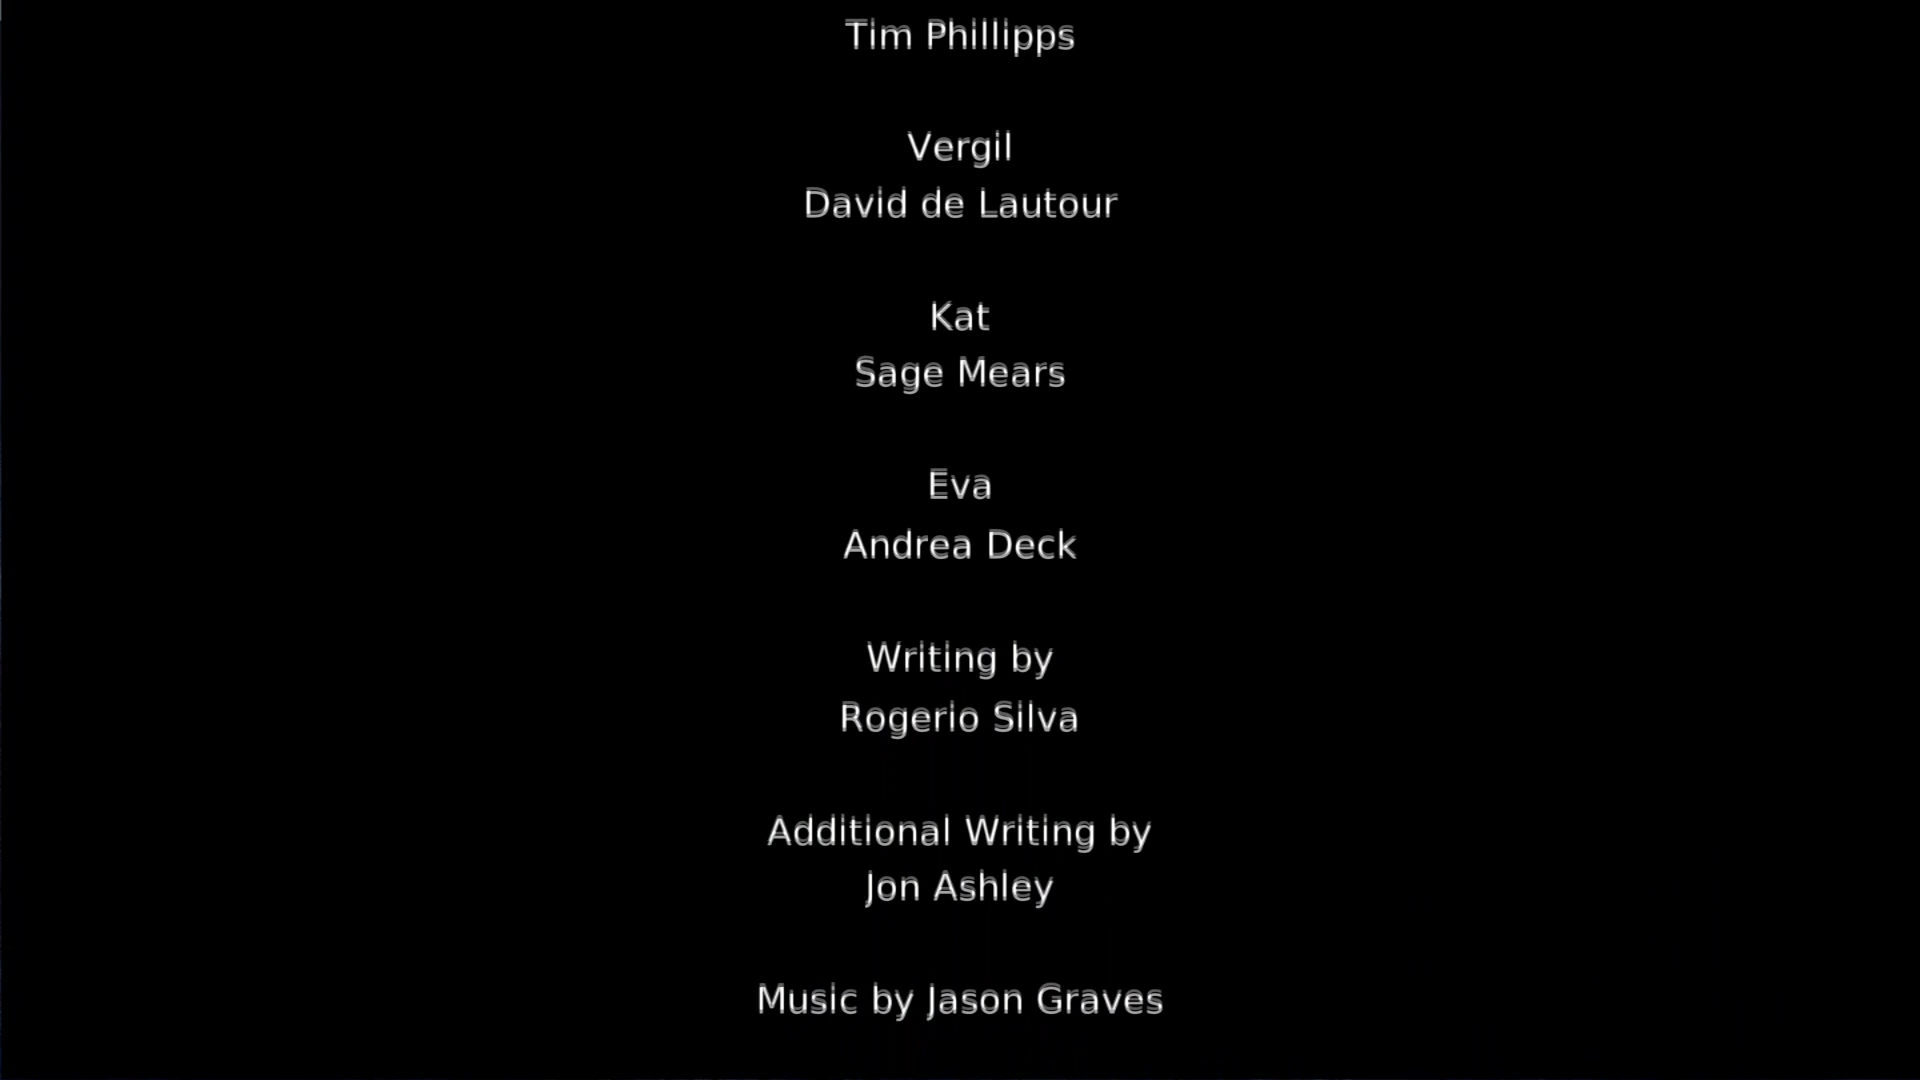 Tim Phillipps
Vergil
David de Lautour
Kat
Sage Mears
Eva
Andrea Deck
Writing by
Rogerio Silva
Additional Writing by
Jon Ashley
Music by Jason Graves